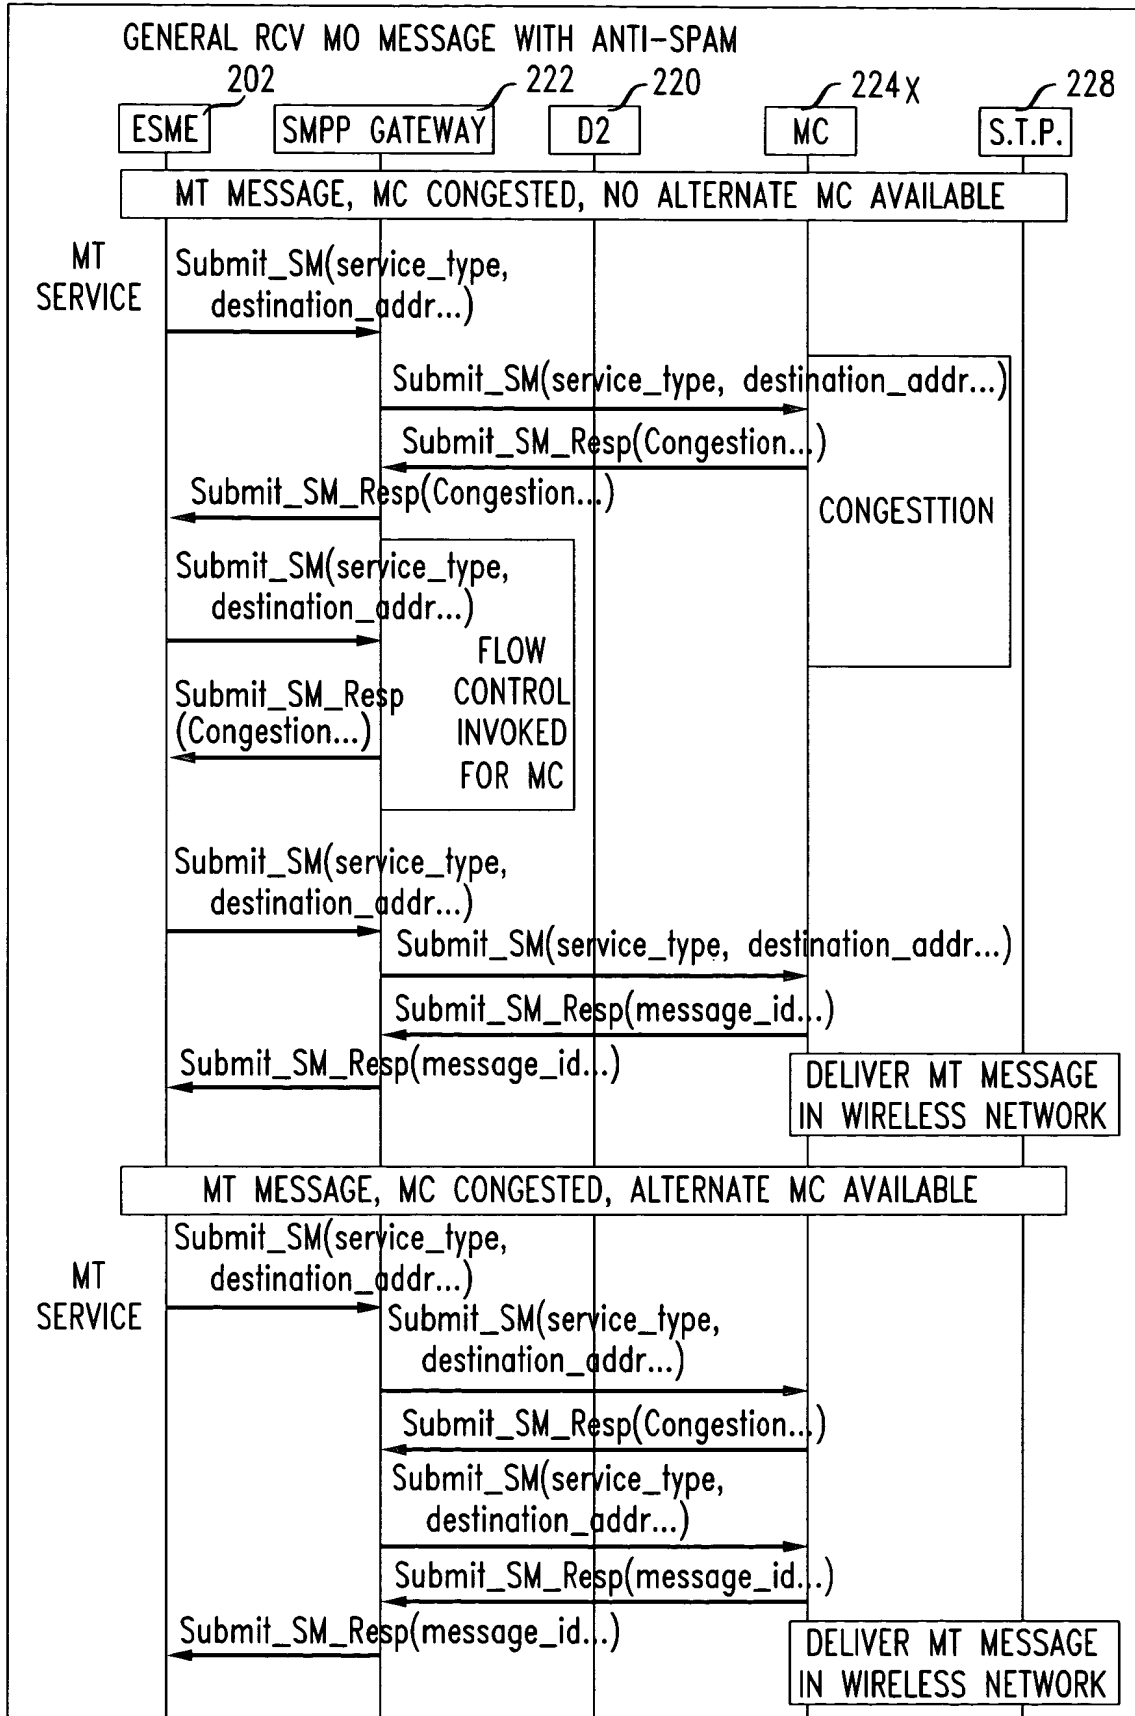 GENERAL RCV MO MESSAGE WITH ANTI-SPAM
202 222 220 224X 228
ESME SMPP GATEWAY D2 MC S.T.P.
MT MESSAGE, MC CONGESTED, NO ALTERNATE MC AVAILABLE
MT
SERVICE
Submit_SM(service_type,
destination_addr...)
Submit_SM(service_type, destination_addr...)
Submit_SM_Resp(Congestion...)
Submit_SM_Resp(Congestion...)
CONGESTTION
Submit_SM(service_type,
destination_addr...)
FLOW
CONTROL
INVOKED
FOR MC
Submit_SM_Resp
(Congestion...)
Submit_SM(service_type,
destination_addr...)
Submit_SM(service_type, destination_addr...)
Submit_SM_Resp(message_id...)
Submit_SM_Resp(message_id...)
DELIVER MT MESSAGE
IN WIRELESS NETWORK
MT MESSAGE, MC CONGESTED, ALTERNATE MC AVAILABLE
MT
SERVICE
Submit_SM(service_type,
destination_addr...)
Submit_SM(service_type,
destination_addr...)
Submit_SM_Resp(Congestion...)
Submit_SM(service_type,
destination_addr...)
Submit_SM_Resp(message_id...)
Submit_SM_Resp(message_id...)
DELIVER MT MESSAGE
IN WIRELESS NETWORK